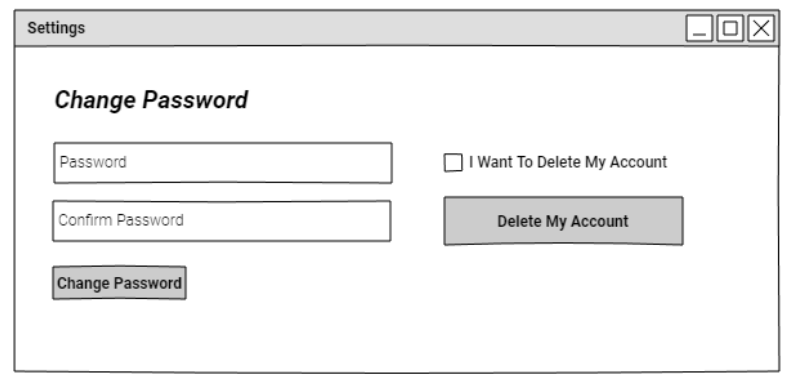 Settings
Change Password
Password
I Want To Delete My Account
Confirm Password
Delete My Account
Change Password